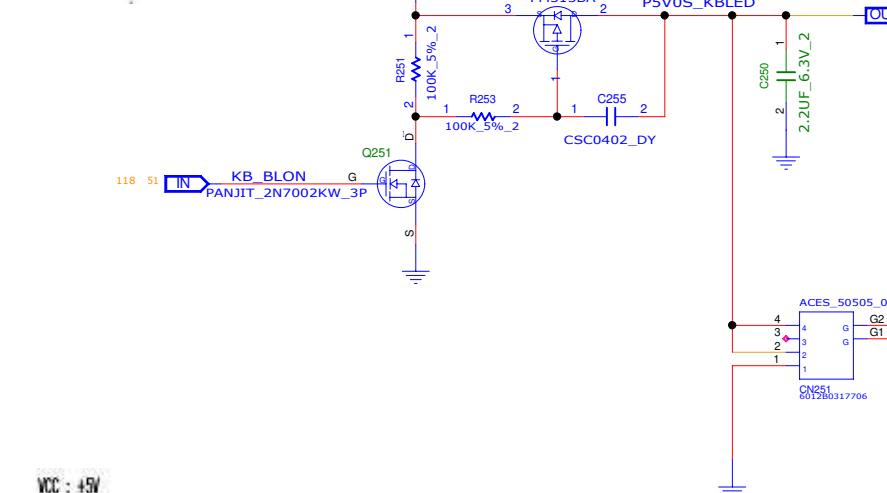 3
2
P5V0S_KBLED
1
R251
100K_5%_2
2
1
R253
2
100K_5%_2
1
C255
2
CSC0402_DY
1
1
C250
2
2.2UF_6.3V_2
1
D
Q251
118 51 IN KB_BLON G
PANJIT_2N7002KW_3P
S
D
G
S
S
D
G
ACES_50505_0
4 4 G G2
3 3 G G1
2 2
1 1
CN251
6012B0317706
VCC : +5V